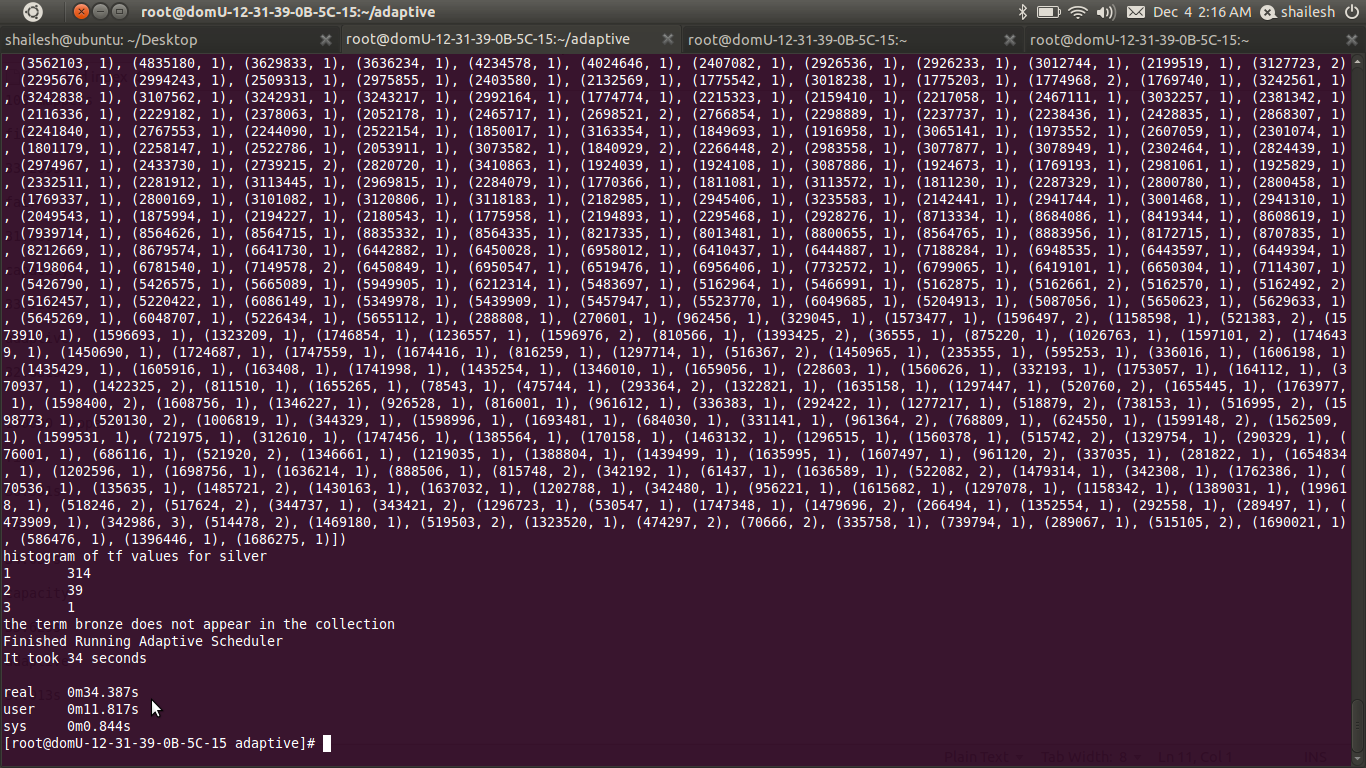 root@domU-12-31-39-0B-5C-15: ~/adaptive
Dec 4 2:16 AM shailesh
shailesh@ubuntu: ~/Desktop
root@domU-12-31-39-0B-5C-15:~/adaptive
root@domU-12-31-39-0B-5C-15:~
root@domU-12-31-39-0B-5C-15:~
, (3562103, 1), (4835180, 1), (3629833, 1), (3636234, 1), (4234578, 1), (4024646, 1), (2407082, 1), (2926536, 1), (2926233, 1), (3012744, 1), (2199519, 1), (3127723, 2)
, (2295676, 1), (2994243, 1), (2509313, 1), (2975855, 1), (2403580, 1), (2132569, 1), (1775542, 1), (3018238, 1), (1775203, 1), (1774968, 2), (1769740, 1), (3242561, 1)
, (3242838, 1), (3107562, 1), (3242931, 1), (3243217, 1), (2992164, 1), (1774774, 1), (2215323, 1), (2159410, 1), (2217058, 1), (2467111, 1), (3032257, 1), (2381342, 1)
, (2116336, 1), (2229182, 1), (2378063, 1), (2052178, 1), (2465717, 1), (2698521, 2), (2766854, 1), (2298889, 1), (2237737, 1), (2238436, 1), (2428835, 1), (2868307, 1)
, (2241840, 1), (2767553, 1), (2244090, 1), (2522154, 1), (1850017, 1), (3163354, 1), (1849693, 1), (1916958, 1), (3065141, 1), (1973552, 1), (2607059, 1), (2301074, 1)
, (1801179, 1), (2258147, 1), (2522786, 1), (2053911, 1), (3073582, 1), (1840929, 2), (2266448, 2), (2983558, 1), (3077877, 1), (3078949, 1), (2302464, 1), (2824439, 1)
, (2974967, 1), (2433730, 1), (2739215, 2), (2820720, 1), (3410863, 1), (1924039, 1), (1924108, 1), (3087886, 1), (1924673, 1), (1769193, 1), (2981061, 1), (1925829, 1)
, (2332511, 1), (2281912, 1), (3113445, 1), (2969815, 1), (2284079, 1), (1770366, 1), (1811081, 1), (3113572, 1), (1811230, 1), (2287329, 1), (2800780, 1), (2800458, 1)
, (1769337, 1), (2800169, 1), (3101082, 1), (3120806, 1), (3118183, 1), (2182985, 1), (2945406, 1), (3235583, 1), (2142441, 1), (2941744, 1), (3001468, 1), (2941310, 1)
, (2049543, 1), (1875994, 1), (2194227, 1), (2180543, 1), (1775958, 1), (2194893, 1), (2295468, 1), (2928276, 1), (8713334, 1), (8684086, 1), (8419344, 1), (8608619, 1)
, (7939714, 1), (8564626, 1), (8564715, 1), (8835332, 1), (8564335, 1), (8217335, 1), (8013481, 1), (8800655, 1), (8564765, 1), (8883956, 1), (8172715, 1), (8707835, 1)
, (8212669, 1), (8679574, 1), (6641730, 1), (6442882, 1), (6450028, 1), (6958012, 1), (6410437, 1), (6444887, 1), (7188284, 1), (6948535, 1), (6443597, 1), (6449394, 1)
, (7198064, 1), (6781540, 1), (7149578, 2), (6450849, 1), (6950547, 1), (6519476, 1), (6956406, 1), (7732572, 1), (6799065, 1), (6419101, 1), (6650304, 1), (7114307, 1)
, (5426790, 1), (5426575, 1), (5665089, 1), (5949905, 1), (6212314, 1), (5483697, 1), (5162964, 1), (5466991, 1), (5162875, 1), (5162661, 2), (5162570, 1), (5162492, 2)
, (5162457, 1), (5220422, 1), (6086149, 1), (5349978, 1), (5439909, 1), (5457947, 1), (5523770, 1), (6049685, 1), (5204913, 1), (5087056, 1), (5650623, 1), (5629633, 1)
, (5645269, 1), (6048707, 1), (5226434, 1), (5655112, 1), (288808, 1), (270601, 1), (962456, 1), (329045, 1), (1573477, 1), (1596497, 2), (1158598, 1), (521383, 2), (15
73910, 1), (1596693, 1), (1323209, 1), (1746854, 1), (1236557, 1), (1596976, 2), (810566, 1), (1393425, 2), (36555, 1), (875220, 1), (1026763, 1), (1597101, 2), (174643
9, 1), (1450690, 1), (1724687, 1), (1747559, 1), (1674416, 1), (816259, 1), (1297714, 1), (516367, 2), (1450965, 1), (235355, 1), (595253, 1), (336016, 1), (1606198, 1)
, (1435429, 1), (1605916, 1), (163408, 1), (1741998, 1), (1435254, 1), (1346010, 1), (1659056, 1), (228603, 1), (1560626, 1), (332193, 1), (1753057, 1), (164112, 1), (3
70937, 1), (1422325, 2), (811510, 1), (1655265, 1), (78543, 1), (475744, 1), (293364, 2), (1322821, 1), (1635158, 1), (1297447, 1), (520760, 2), (1655445, 1), (1763977,
 1), (1598400, 2), (1608756, 1), (1346227, 1), (926528, 1), (816001, 1), (961612, 1), (336383, 1), (292422, 1), (1277217, 1), (518879, 2), (738153, 1), (516995, 2), (15
98773, 1), (520130, 2), (1006819, 1), (344329, 1), (1598996, 1), (1693481, 1), (684030, 1), (331141, 1), (961364, 2), (768809, 1), (624550, 1), (1599148, 2), (1562509, 
1), (1599531, 1), (721975, 1), (312610, 1), (1747456, 1), (1385564, 1), (170158, 1), (1463132, 1), (1296515, 1), (1560378, 1), (515742, 2), (1329754, 1), (290329, 1), (
76001, 1), (686116, 1), (521920, 2), (1346661, 1), (1219035, 1), (1388804, 1), (1439499, 1), (1635995, 1), (1607497, 1), (961120, 2), (337035, 1), (281822, 1), (1654834
, 1), (1202596, 1), (1698756, 1), (1636214, 1), (888506, 1), (815748, 2), (342192, 1), (61437, 1), (1636589, 1), (522082, 2), (1479314, 1), (342308, 1), (1762386, 1), (
70536, 1), (135635, 1), (1485721, 2), (1430163, 1), (1637032, 1), (1202788, 1), (342480, 1), (956221, 1), (1615682, 1), (1297078, 1), (1158342, 1), (1389031, 1), (19961
8, 1), (518246, 2), (517624, 2), (344737, 1), (343421, 2), (1296723, 1), (530547, 1), (1747348, 1), (1479696, 2), (266494, 1), (1352554, 1), (292558, 1), (289497, 1), (
473909, 1), (342986, 3), (514478, 2), (1469180, 1), (519503, 2), (1323520, 1), (474297, 2), (70666, 2), (335758, 1), (739794, 1), (289067, 1), (515105, 2), (1690021, 1)
, (586476, 1), (1396446, 1), (1686275, 1)])
histogram of tf values for silver
1 314
2 39
3 1
the term bronze does not appear in the collection
Finished Running Adaptive Scheduler
It took 34 seconds
real 0m34.387s
user 0m11.817s
sys 0m0.844s
[root@domU-12-31-39-0B-5C-15 adaptive]#
Plain Text Tab Width: 8 Ln 11, Col 1 INS